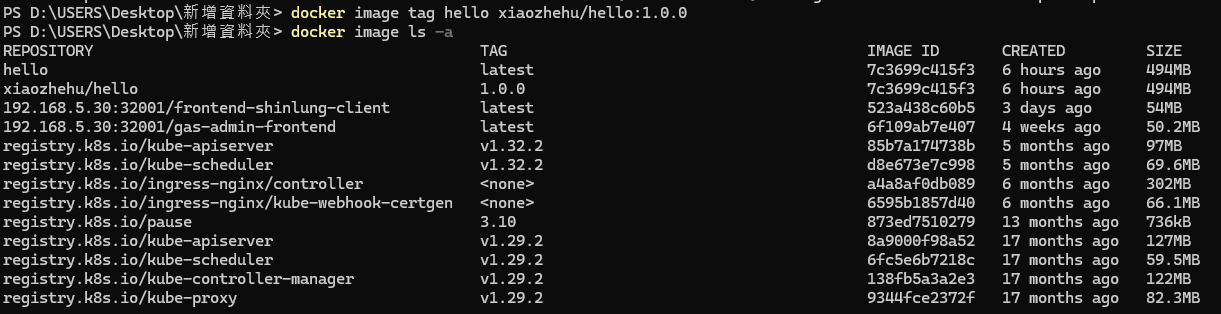 PS D:\USERS\Desktop\新增資料夾> docker image tag hello xiaozhehu/hello:1.0.0
PS D:\USERS\Desktop\新增資料夾> docker image ls -a
REPOSITORY TAG IMAGE ID CREATED SIZE
hello latest 7c3699c415f3 6 hours ago 494MB
xiaozhehu/hello 1.0.0 7c3699c415f3 6 hours ago 494MB
192.168.5.30:32001/frontend-shinlung-client latest 523a438c60b5 3 days ago 54MB
192.168.5.30:32001/gas-admin-frontend latest 6f109ab7e407 4 weeks ago 50.2MB
registry.k8s.io/kube-apiserver v1.32.2 85b7a174738b 5 months ago 97MB
registry.k8s.io/kube-scheduler v1.32.2 d8e673e7c998 5 months ago 69.6MB
registry.k8s.io/ingress-nginx/controller <none> a4a8af0db089 6 months ago 302MB
registry.k8s.io/ingress-nginx/kube-webhook-certgen <none> 6595b1857d40 6 months ago 66.1MB
registry.k8s.io/pause 3.10 873ed7510279 13 months ago 736kB
registry.k8s.io/kube-apiserver v1.29.2 8a9000f98a52 17 months ago 127MB
registry.k8s.io/kube-scheduler v1.29.2 6fc5e6b7218c 17 months ago 59.5MB
registry.k8s.io/kube-controller-manager v1.29.2 138fb5a3a2e3 17 months ago 122MB
registry.k8s.io/kube-proxy v1.29.2 9344fce2372f 17 months ago 82.3MB